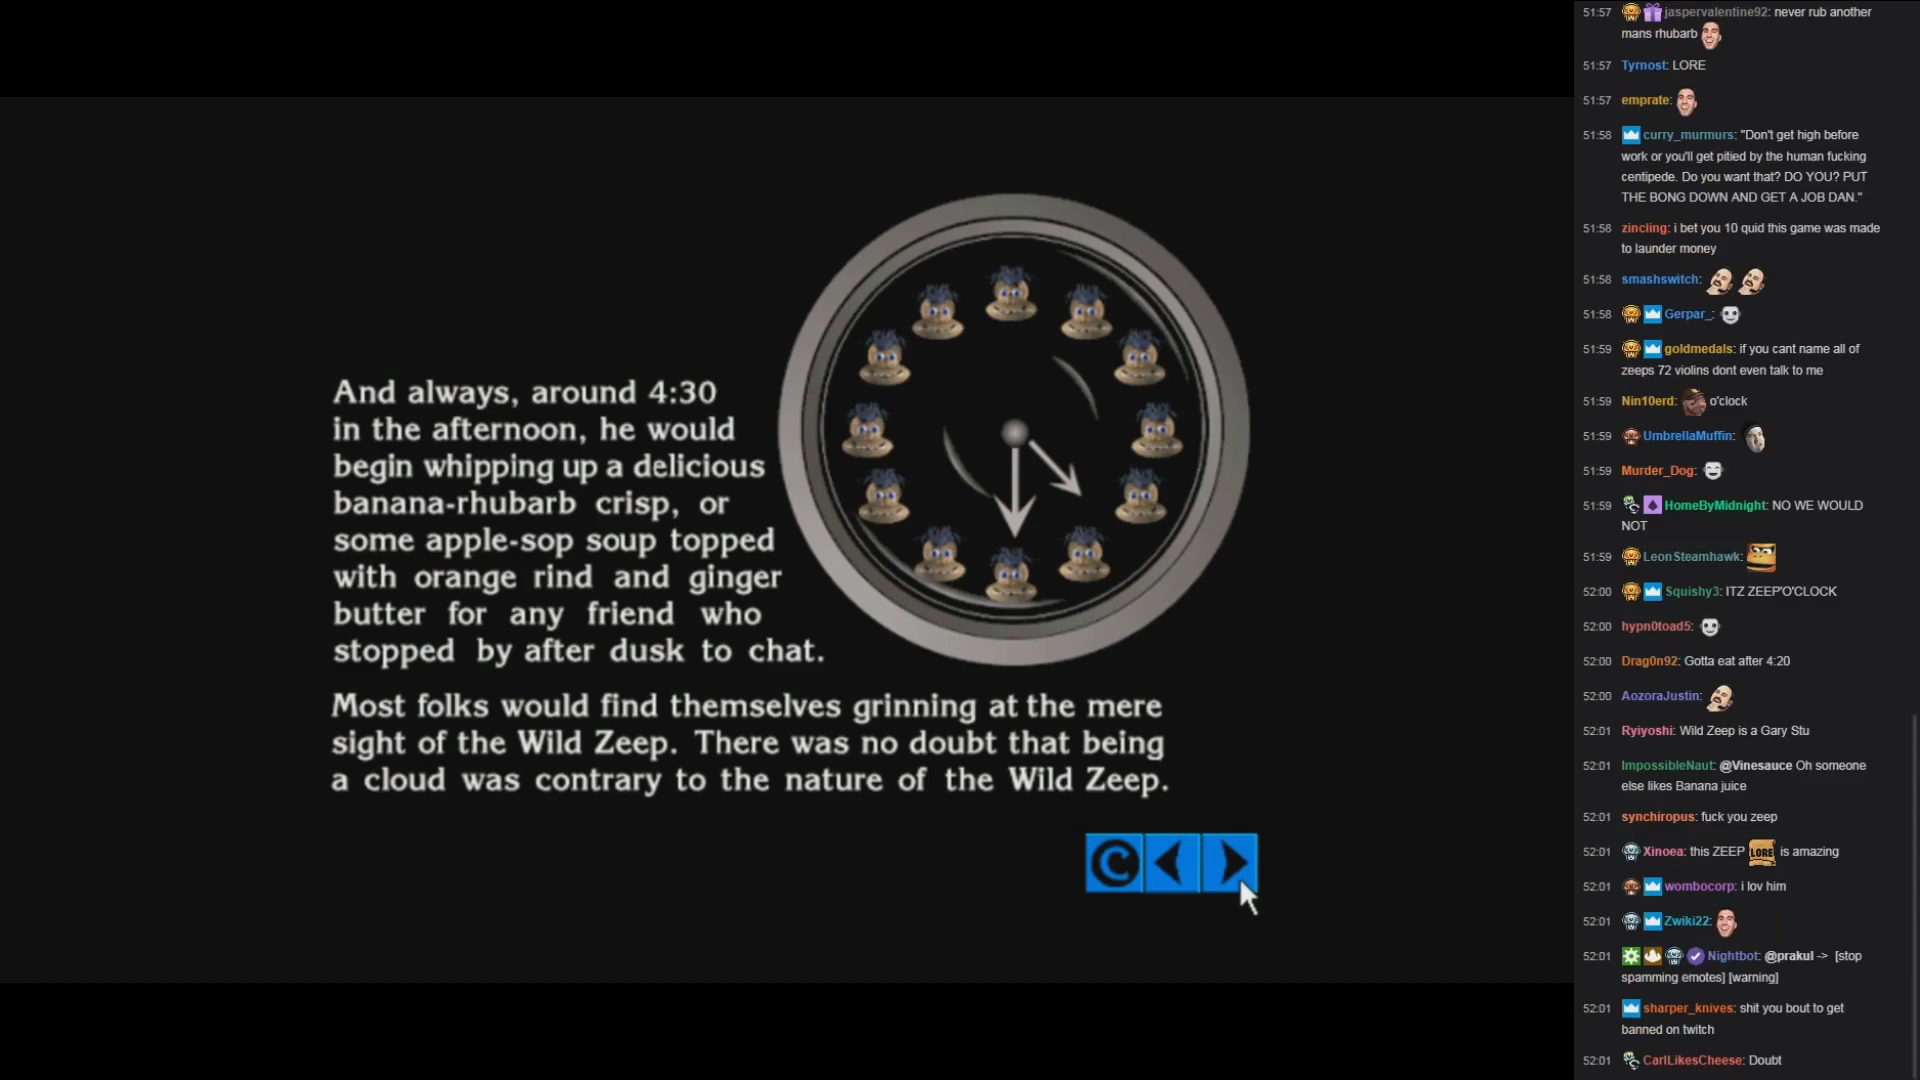 And always, around 4:30
in the afternoon, he would
begin whipping up a delicious
banana-rhubarb crisp, or
some apple-sop soup topped
with orange rind and ginger
butter for any friend who
stopped by after dusk to chat.
Most folks would find themselves grinning at the mere
sight of the Wild Zeep. There was no doubt that being
a cloud was contrary to the nature of the Wild Zeep.
C
51:57 jaspervalentine92: never rub another
mans rhubarb
51:57 Tyrnost: LORE
51:57 emprate:
51:58 curry_murmurs: "Don't get high before
work or you'll get pitied by the human fucking
centipede. Do you want that? DO YOU? PUT
THE BONG DOWN AND GET A JOB DAN."
51:58 zincling: i bet you 10 quid this game was made
to launder money
51:58 smashswitch:
51:58 Gerpar_:
51:59 goldmedals: if you cant name all of
zeeps 72 violins dont even talk to me
51:59 Nin10erd: o'clock
51:59 UmbrellaMuffin:
51:59 Murder_Dog:
51:59 HomeByMidnight: NO WE WOULD
NOT
51:59 LeonSteamhawk:
52:00 Squishy3: ITZ ZEEP'O'CLOCK
52:00 hypn0toad5:
52:00 Drag0n92: Gotta eat after 4:20
52:00 AozoraJustin:
52:01 Ryiyoshi: Wild Zeep is a Gary Stu
52:01 ImpossibleNaut: @Vinesauce Oh someone
else likes Banana juice
52:01 synchiropus: fuck you zeep
52:01 Xinoea: this ZEEP LORE is amazing
52:01 wombocorp: i lov him
52:01 Zwiki22:
52:01 Nightbot: @prakul -> [stop
spamming emotes] [warning]
52:01 sharper_knives: shit you bout to get
banned on twitch
52:01 CarlLikesCheese: Doubt